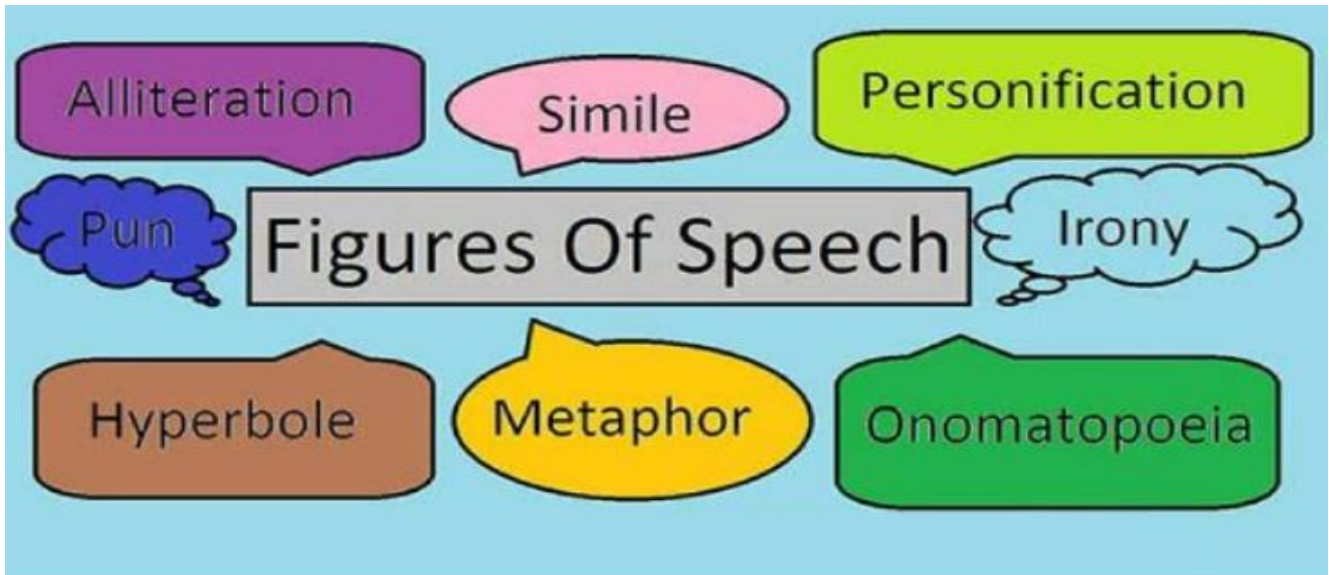 Alliteration
Simile
Personification
Pun
Figures Of Speech
Irony
Hyperbole
Metaphor
Onomatopoeia